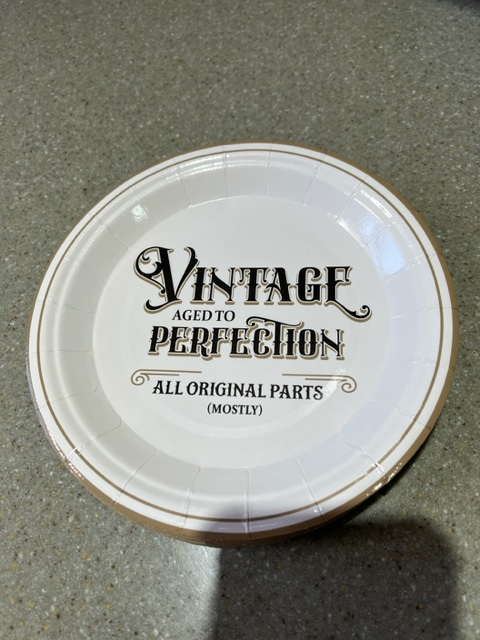 VINTAGE
AGED TO
PERFECTION
ALL ORIGINAL PARTS
(MOSTLY)